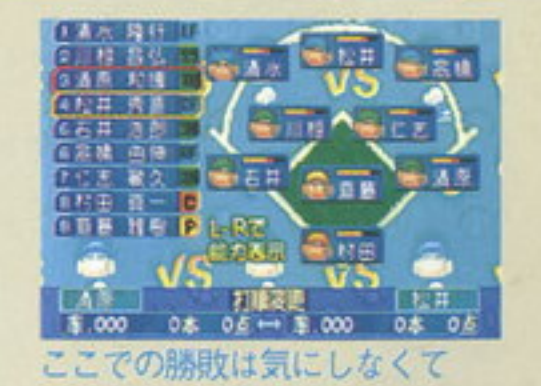 1 清水 隆行 LF
2 川相 昌弘
3 清原 和博
4 松井 秀喜 CF
5 石井 浩郎
6 高橋 由伸 RF
7 仁志 敏久
8 村田 真一 C
9 斎藤 雅樹 P
清水
松井
高橋
VS
川相
仁志
石井
斎藤
清原
L・Rで
能力表示
村田
VS
VS
清原
打順変更
松井
率.000 0本 0点 ↔ 率.000 0本 0点
ここでの勝敗は気にしなくて